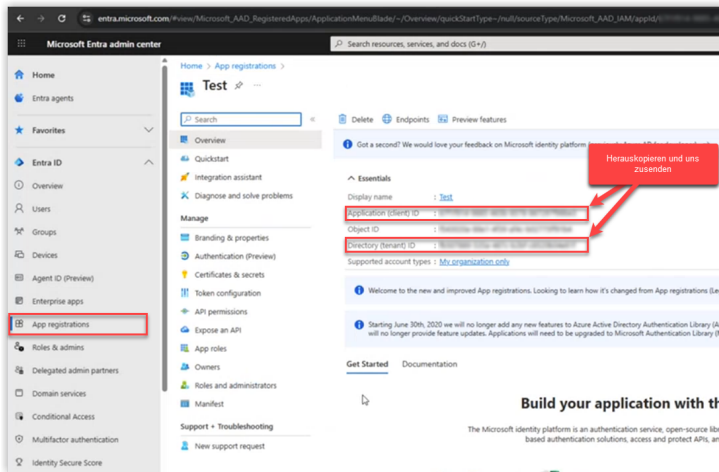 entra.microsoft.com/#view/Microsoft_AAD_RegisteredApps/ApplicationMenuBlade/~/Overview/quickStartType~/null/sourceType/Microsoft_AAD_IAM/appId/
Microsoft Entra admin center
Search resources, services, and docs (G+/)
Home
Entra agents
Favorites
Entra ID
Overview
Users
Groups
Devices
Agent ID (Preview)
Enterprise apps
App registrations
Roles & admins
Delegated admin partners
Domain services
Conditional Access
Multifactor authentication
Identity Secure Score
Home > App registrations >
Test
Search
Overview
Quickstart
Integration assistant
Diagnose and solve problems
Manage
Branding & properties
Authentication (Preview)
Certificates & secrets
Token configuration
API permissions
Expose an API
App roles
Owners
Roles and administrators
Manifest
Support + Troubleshooting
New support request
Delete Endpoints Preview features
Got a second? We would love your feedback on Microsoft identity platform
Herauskopieren und uns
zusenden
Essentials
Display name : Test
Application (client) ID :
Object ID :
Directory (tenant) ID :
Supported account types : My organization only
Welcome to the new and improved App registrations. Looking to learn how it's changed from App registrations (Le
Starting June 30th, 2020 we will no longer add any new features to Azure Active Directory Authentication Library (A
will no longer provide feature updates. Applications will need to be upgraded to Microsoft Authentication Library (
Get Started Documentation
Build your application with th
The Microsoft identity platform is an authentication service, open-source libr
based authentication solutions, access and protect APIs, an